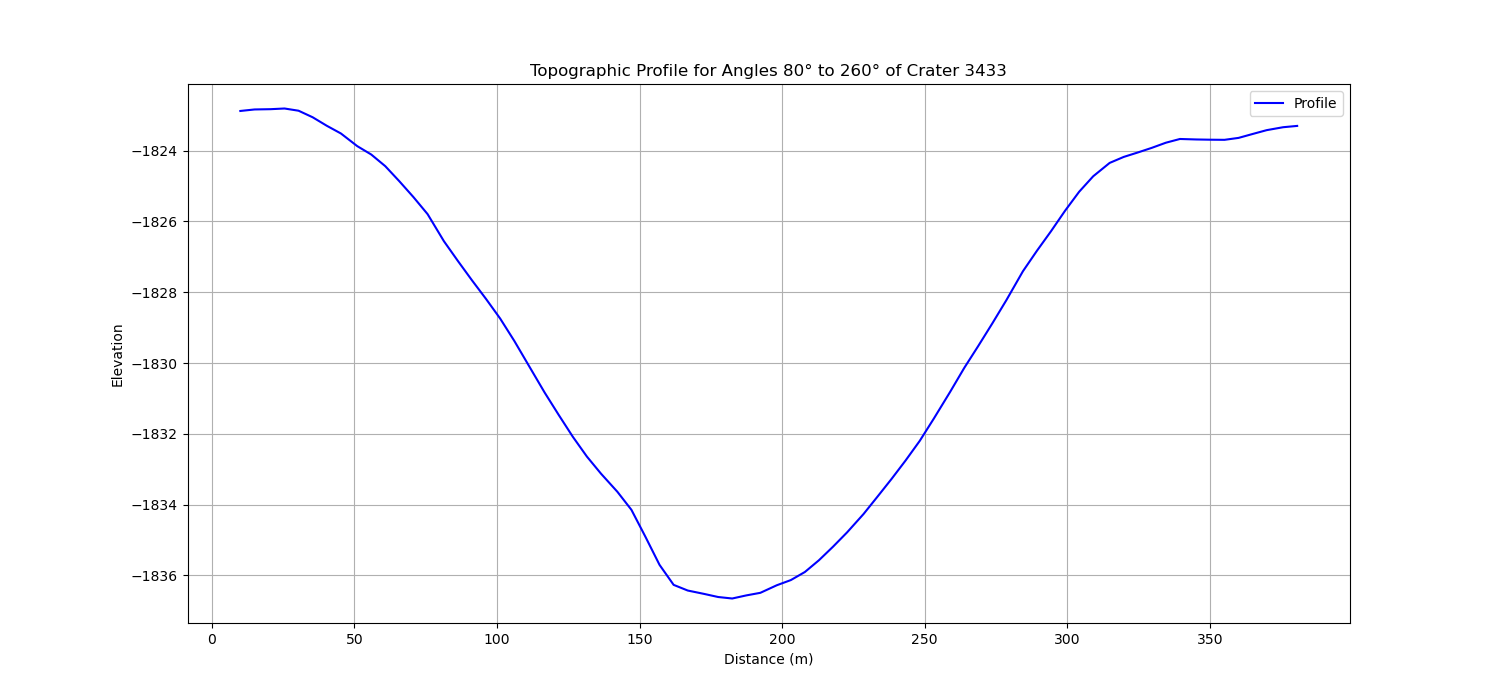 Topographic Profile for Angles 80° to 260° of Crater 3433
Profile
−1824
−1826
−1828
−1830
−1832
−1834
−1836
Elevation
0 50 100 150 200 250 300 350
Distance (m)